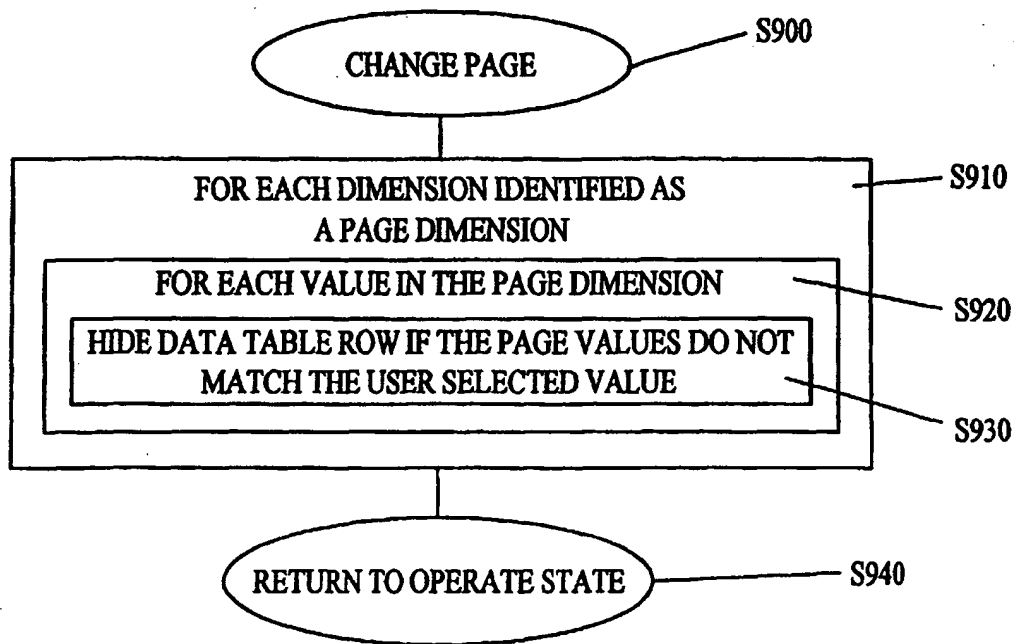 S900
CHANGE PAGE
FOR EACH DIMENSION IDENTIFIED AS
A PAGE DIMENSION
S910
FOR EACH VALUE IN THE PAGE DIMENSION
S920
HIDE DATA TABLE ROW IF THE PAGE VALUES DO NOT
MATCH THE USER SELECTED VALUE
S930
RETURN TO OPERATE STATE
S940